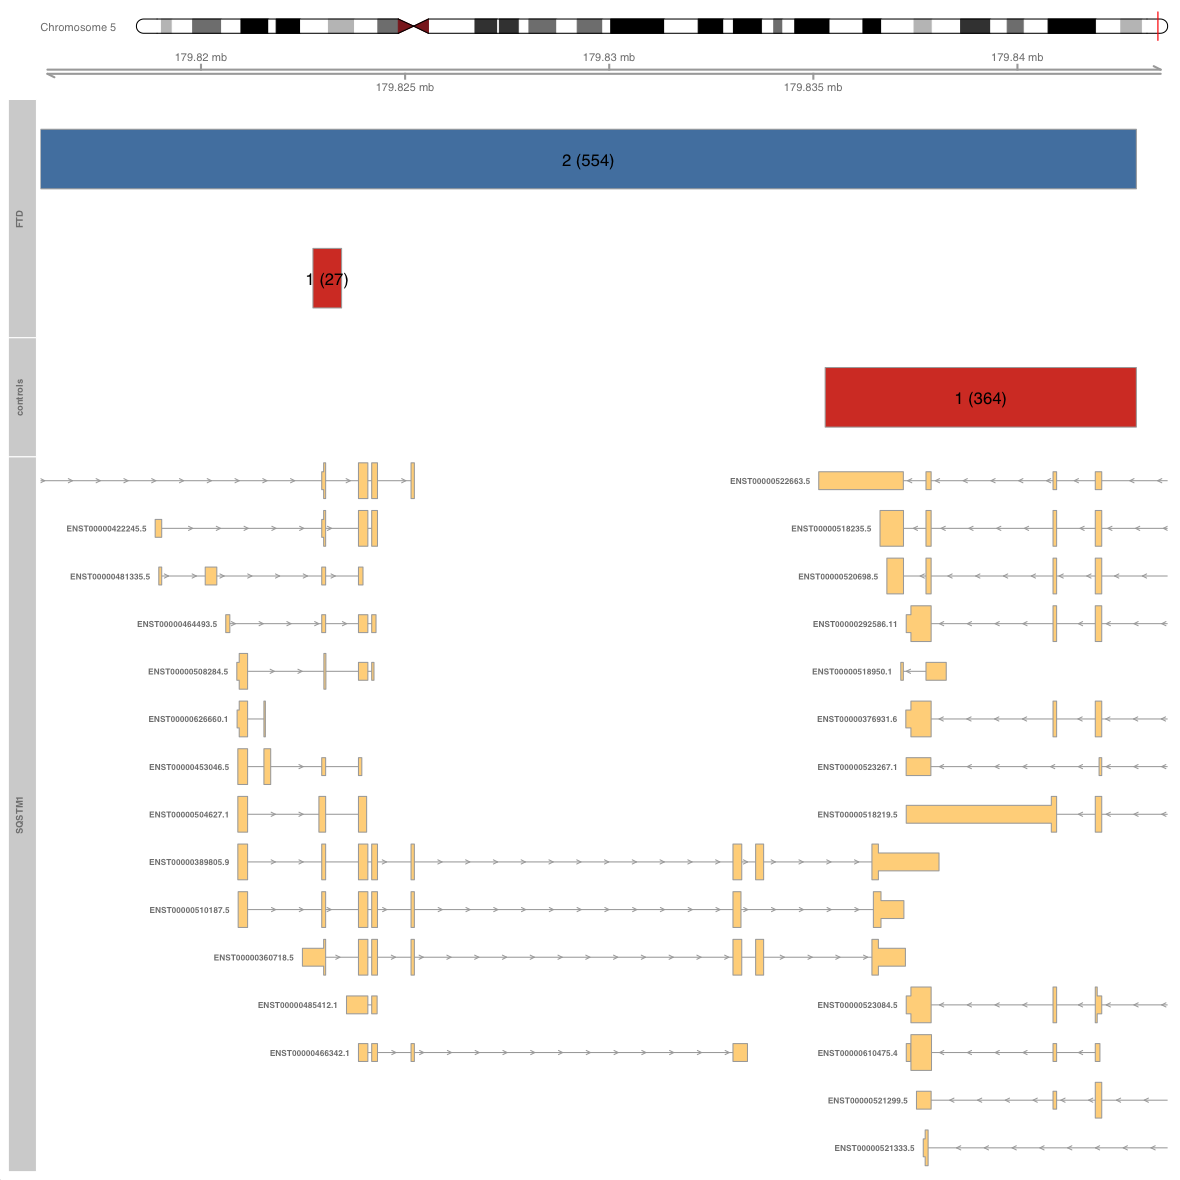 Chromosome 5
179.82 mb
179.83 mb
179.84 mb
179.825 mb
179.835 mb
FTD
2 (554)
1 (27)
controls
1 (364)
SQSTM1
ENST00000522663.5
ENST00000422245.5
ENST00000518235.5
ENST00000481335.5
ENST00000520698.5
ENST00000464493.5
ENST00000292586.11
ENST00000508284.5
ENST00000518950.1
ENST00000626660.1
ENST00000376931.6
ENST00000453046.5
ENST00000523267.1
ENST00000504627.1
ENST00000518219.5
ENST00000389805.9
ENST00000510187.5
ENST00000360718.5
ENST00000485412.1
ENST00000523084.5
ENST00000466342.1
ENST00000610475.4
ENST00000521299.5
ENST00000521333.5